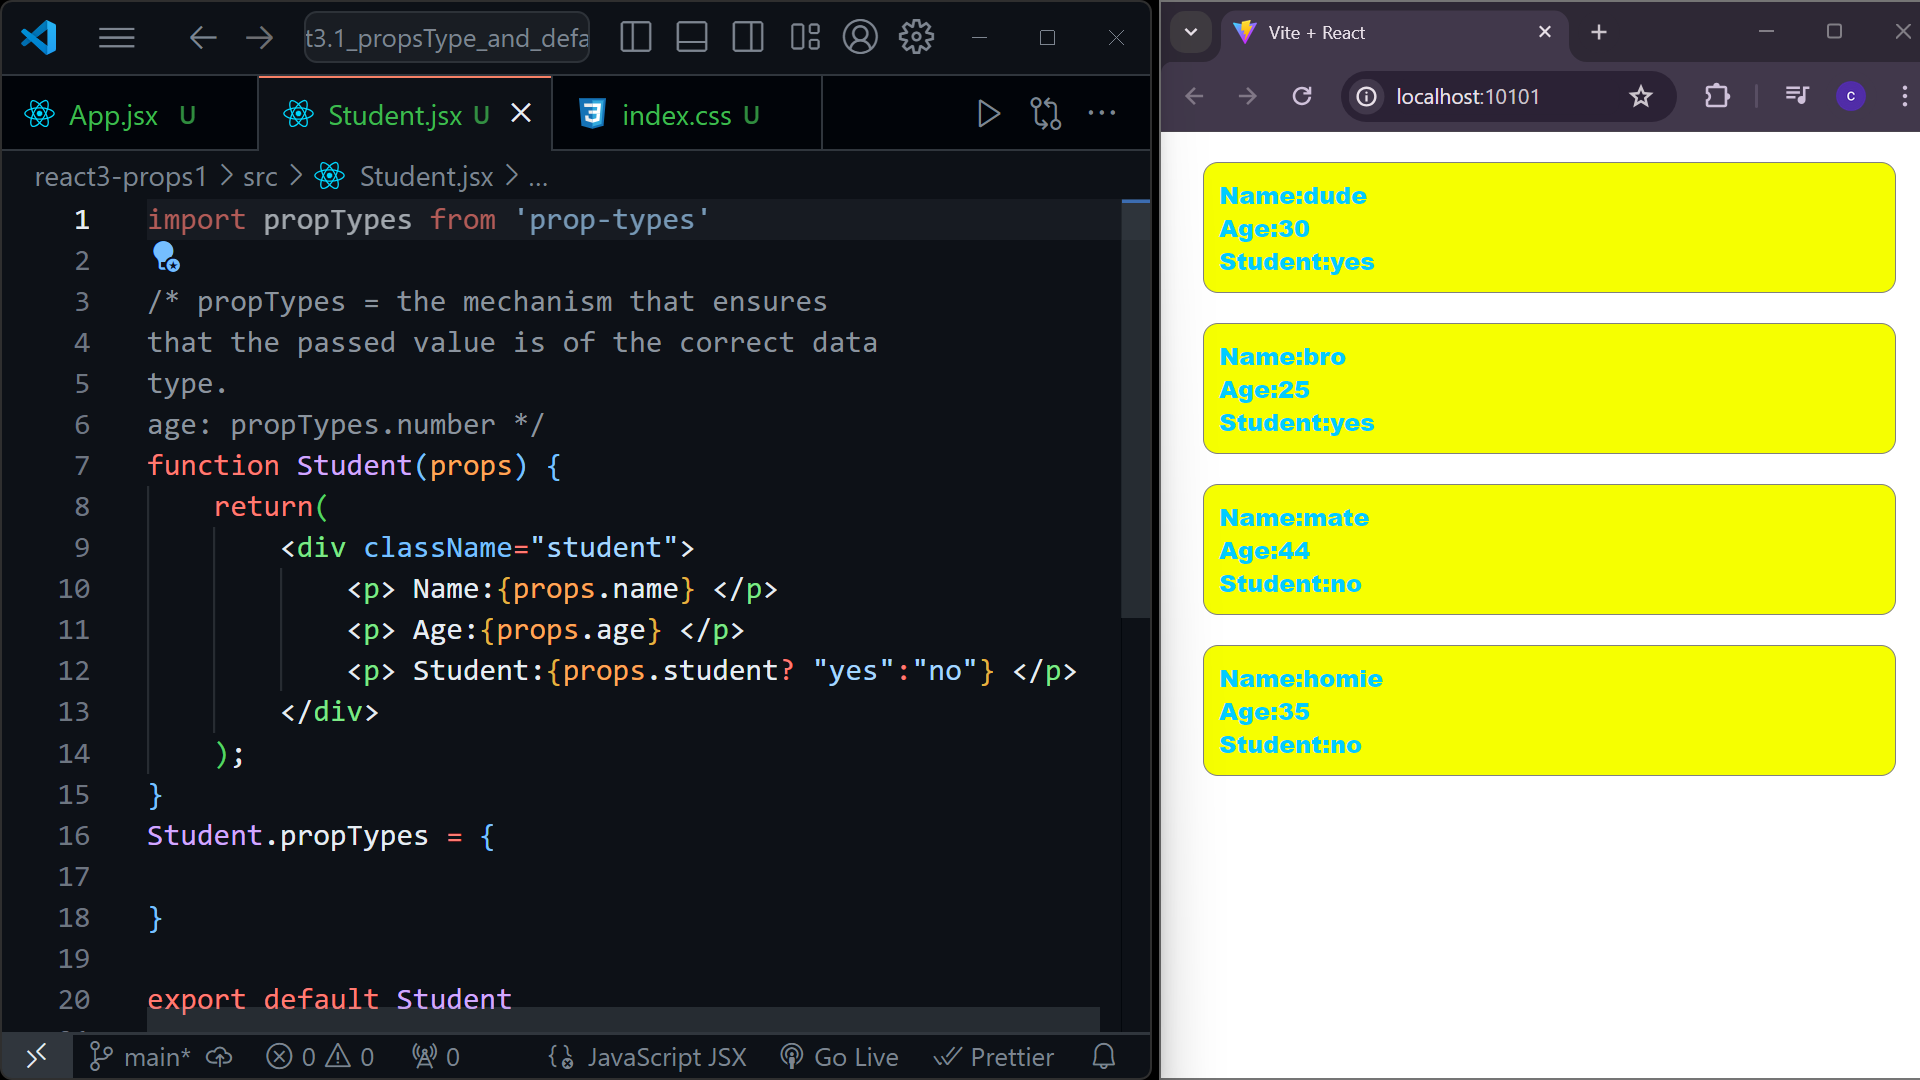 t3.1_propsType_and_defa
App.jsx U
Student.jsx U
index.css U
react3-props1 > src > Student.jsx > ...
1 import propTypes from 'prop-types'
2
3 /* propTypes = the mechanism that ensures
4 that the passed value is of the correct data
5 type.
6 age: propTypes.number */
7 function Student(props) {
8 return(
9 <div className="student">
10 <p> Name:{props.name} </p>
11 <p> Age:{props.age} </p>
12 <p> Student:{props.student? "yes":"no"} </p>
13 </div>
14 );
15 }
16 Student.propTypes = {
17
18 }
19
20 export default Student
main* 0 0 0 JavaScript JSX Go Live Prettier
Vite + React
localhost:10101
c
Name:dude
Age:30
Student:yes
Name:bro
Age:25
Student:yes
Name:mate
Age:44
Student:no
Name:homie
Age:35
Student:no